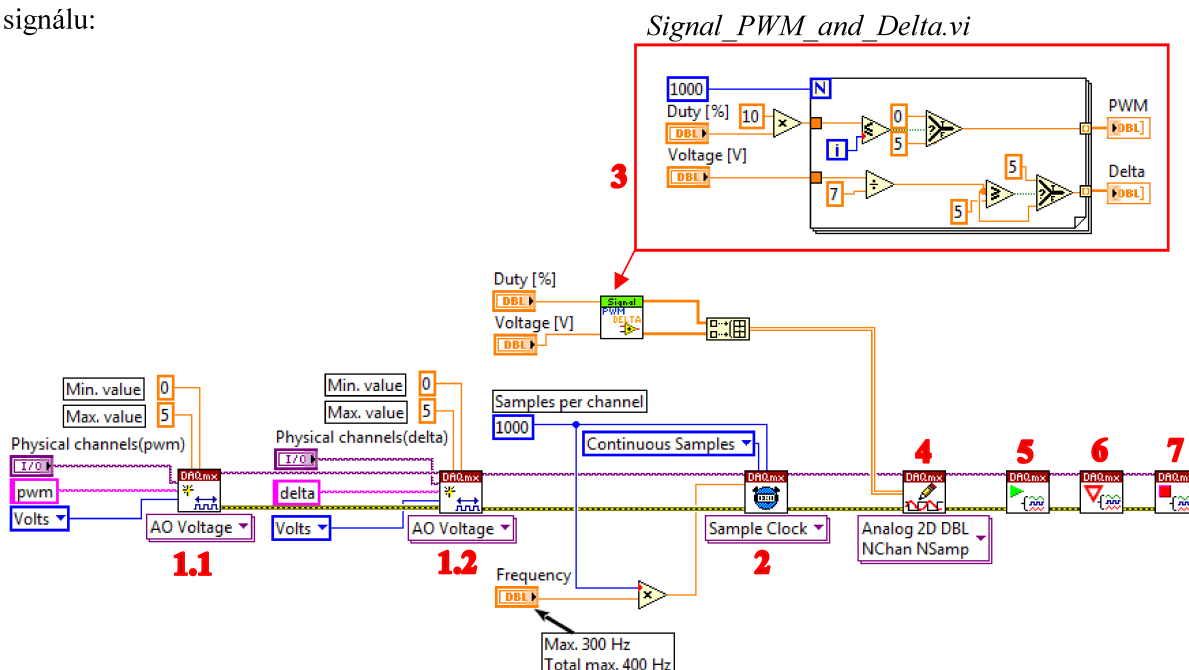 signálu:
Signal_PWM_and_Delta.vi
1000
N
Duty [%]
10
DBL
0
5
i
PWM
DBL
Voltage [V]
DBL
7
5
5
Delta
DBL
3
Duty [%]
DBL
Voltage [V]
DBL
Signal
PWM
DELTA
Min. value
0
Max. value
5
Physical channels(pwm)
I/O
pwm
Volts
DAQmx
AO Voltage
1.1
Min. value
0
Max. value
5
Physical channels(delta)
I/O
delta
Volts
DAQmx
AO Voltage
1.2
Samples per channel
1000
Continuous Samples
DAQmx
Sample Clock
2
Frequency
DBL
Max. 300 Hz
Total max. 400 Hz
4
DAQmx
Analog 2D DBL
NChan NSamp
5
DAQmx
6
DAQmx
7